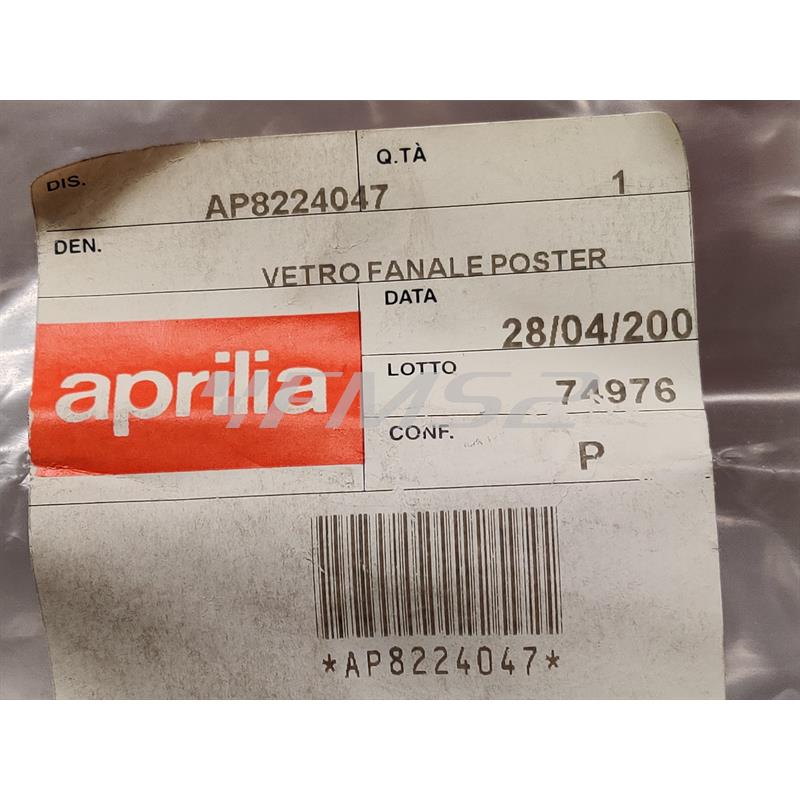 DIS.
AP8224047
Q.TÀ
1
DEN.
VETRO FANALE POSTER
aprilia
DATA
28/04/200
LOTTO
74976
CONF.
P
*AP8224047*